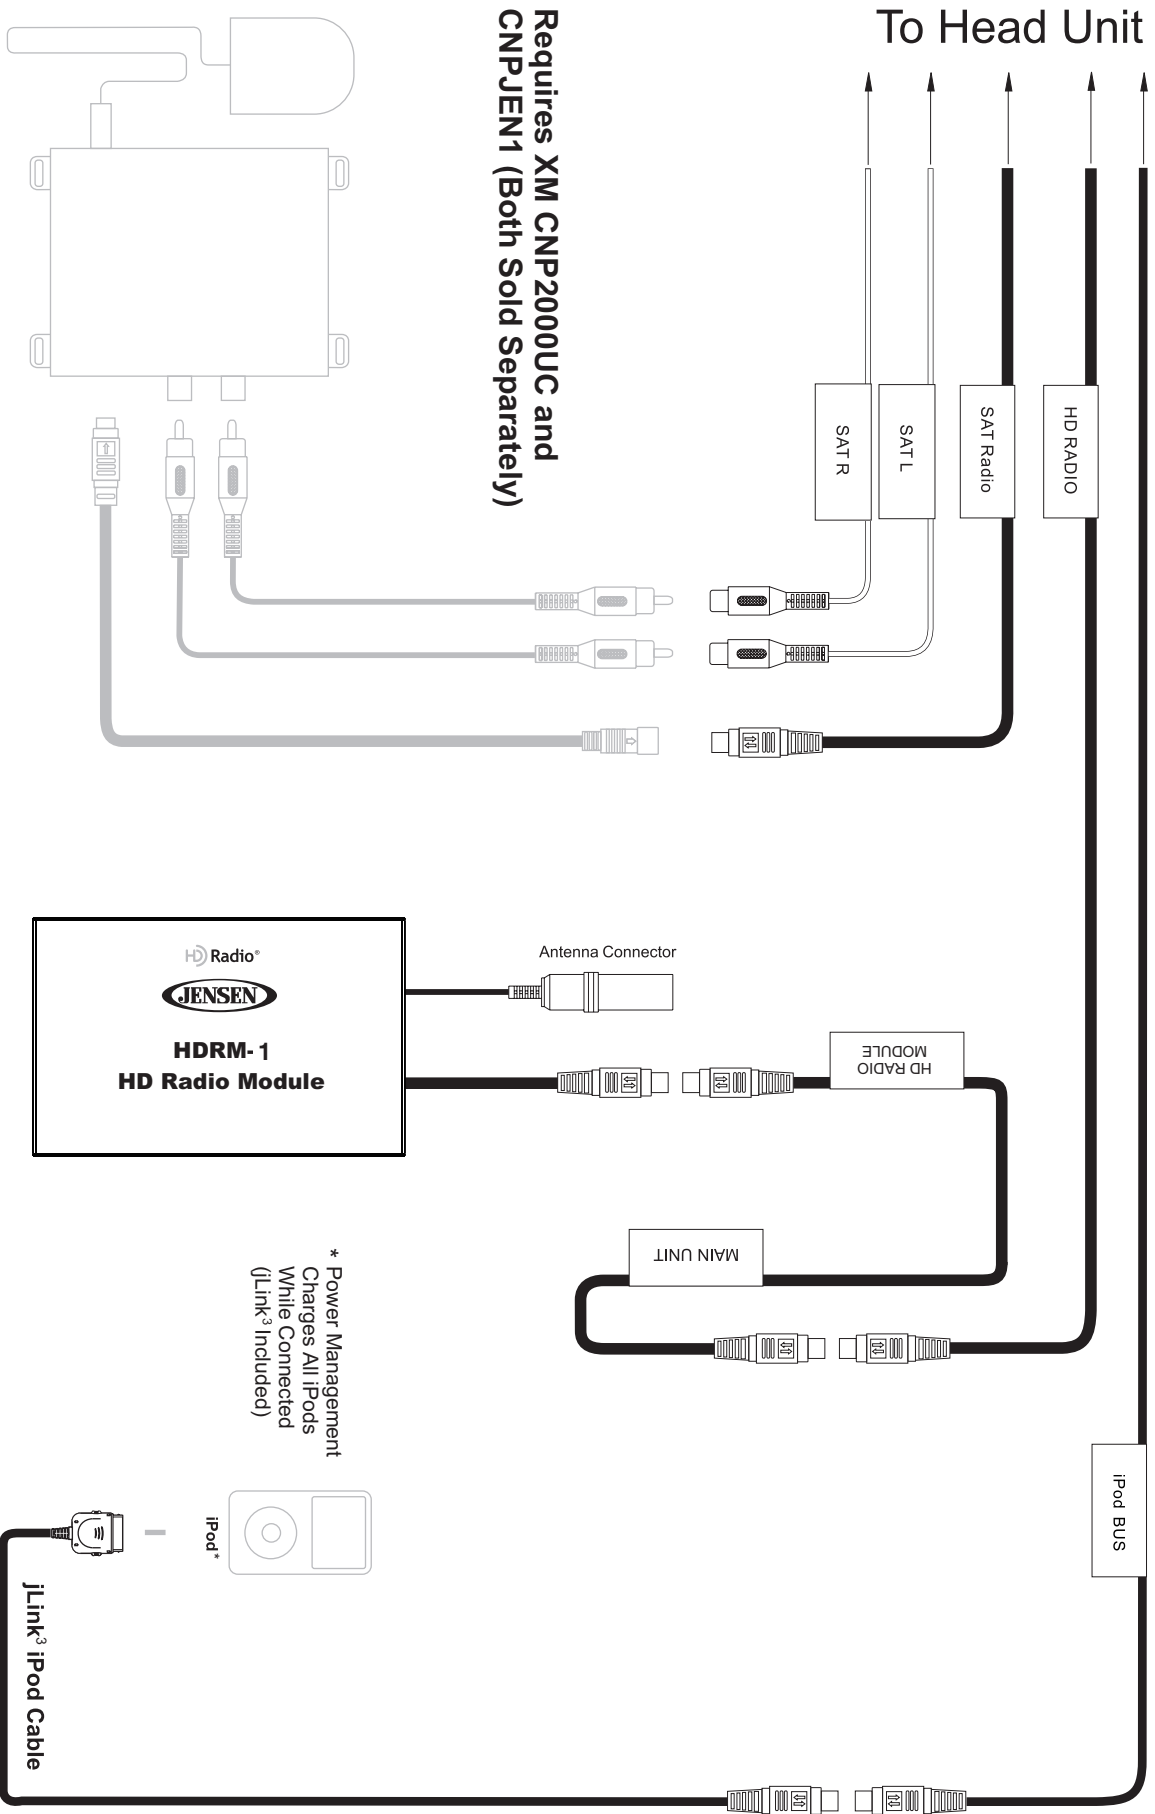 To Head Unit
Requires XM CNP2000UC and
CNPJEN1 (Both Sold Separately)
SAT R
SAT L
SAT Radio
HD RADIO
HD Radio®
JENSEN
HDRM-1
HD Radio Module
Antenna Connector
HD RADIO
MODULE
MAIN UNIT
* Power Management
Charges All iPods
While Connected
(jLink³ Included)
iPod*
iPod BUS
jLink³ iPod Cable